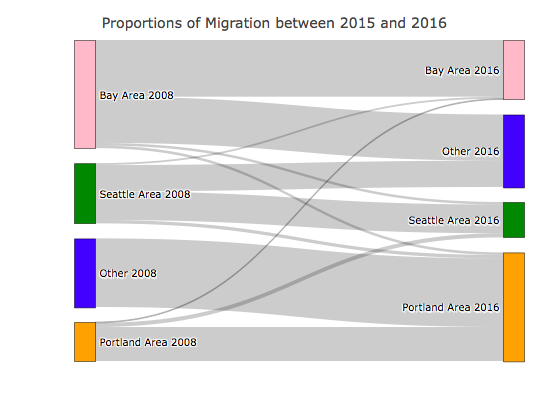 Proportions of Migration between 2015 and 2016
Bay Area 2008
Bay Area 2016
Other 2016
Seattle Area 2008
Seattle Area 2016
Other 2008
Portland Area 2016
Portland Area 2008